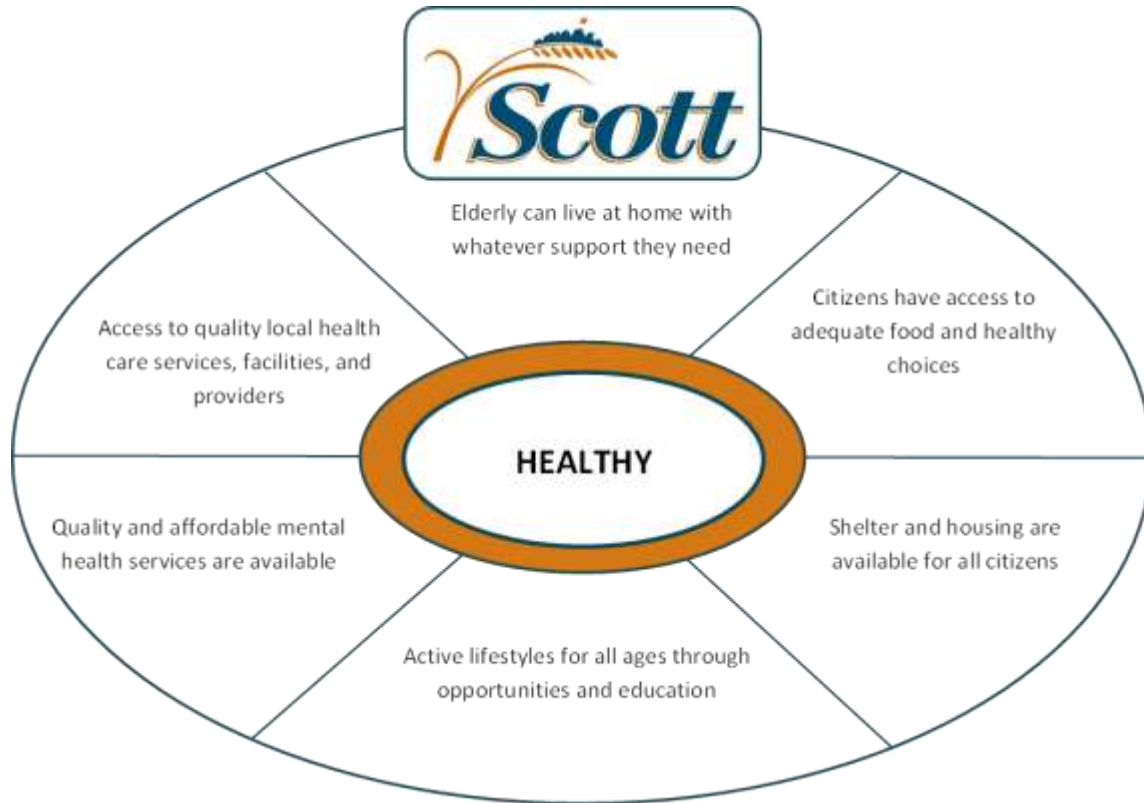 Scott
Elderly can live at home with
whatever support they need
Citizens have access to
adequate food and healthy
choices
Shelter and housing are
available for all citizens
Active lifestyles for all ages through
opportunities and education
Quality and affordable mental
health services are available
Access to quality local health
care services, facilities, and
providers
HEALTHY